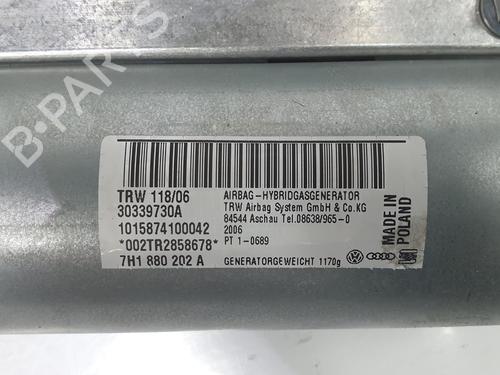 TRW 118/06
30339730A
1015874100042
*002TR2858678*
7H1 880 202 A
AIRBAG-HYBRIDGASGENERATOR
TRW Airbag System GmbH & Co.KG
84544 Aschau Tel.08638/965-0
2006
PT 1-0689
GENERATORGEWEICHT 1170g
MADE IN
POLAND
B-PARTS